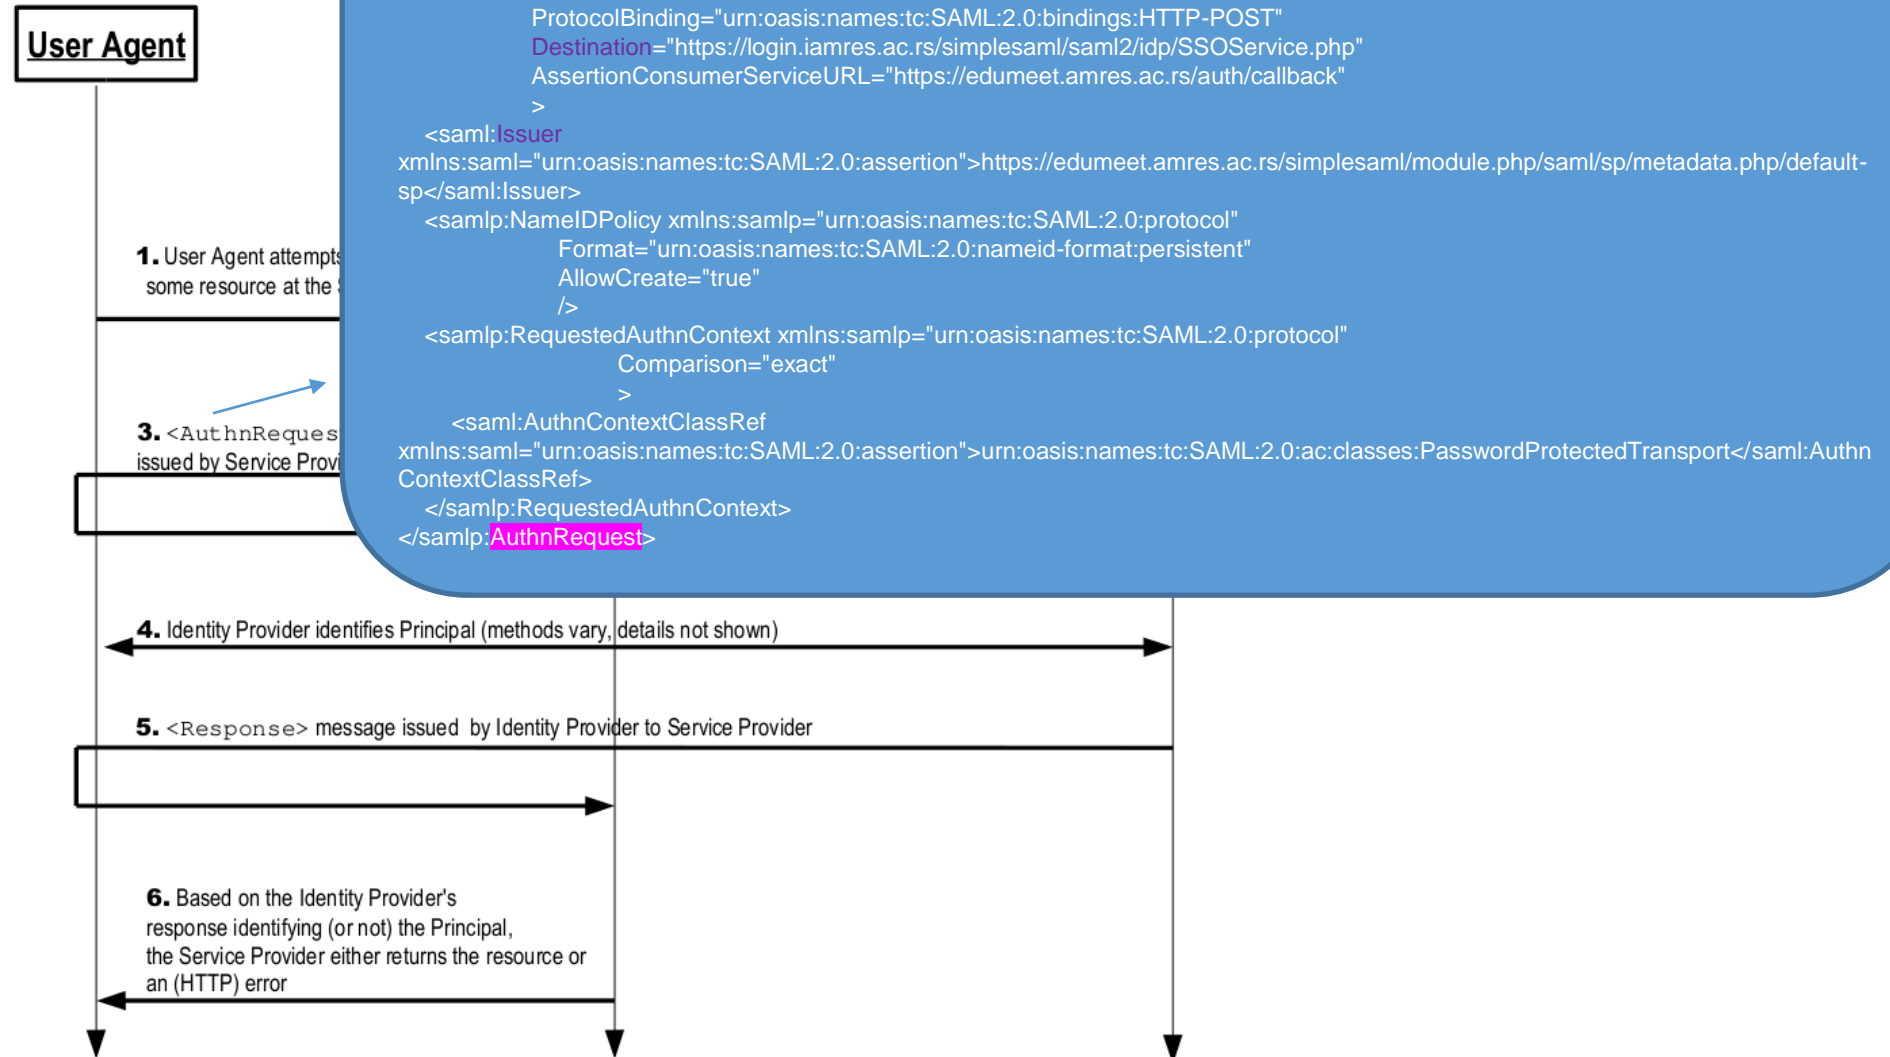 User Agent
ProtocolBinding="urn:oasis:names:tc:SAML:2.0:bindings:HTTP-POST"
Destination="https://login.iamres.ac.rs/simplesaml/saml2/idp/SSOService.php"
AssertionConsumerServiceURL="https://edumeet.amres.ac.rs/auth/callback"
>
<saml:Issuer
xmlns:saml="urn:oasis:names:tc:SAML:2.0:assertion">https://edumeet.amres.ac.rs/simplesaml/module.php/saml/sp/metadata.php/default-
sp</saml:Issuer>
<samlp:NameIDPolicy xmlns:samlp="urn:oasis:names:tc:SAML:2.0:protocol"
Format="urn:oasis:names:tc:SAML:2.0:nameid-format:persistent"
AllowCreate="true"
/>
<samlp:RequestedAuthnContext xmlns:samlp="urn:oasis:names:tc:SAML:2.0:protocol"
Comparison="exact"
>
<saml:AuthnContextClassRef
xmlns:saml="urn:oasis:names:tc:SAML:2.0:assertion">urn:oasis:names:tc:SAML:2.0:ac:classes:PasswordProtectedTransport</saml:Authn
ContextClassRef>
</samlp:RequestedAuthnContext>
</samlp:AuthnRequest>
1. User Agent attempts
some resource at the
3. <AuthnReques
issued by Service Provi
4. Identity Provider identifies Principal (methods vary, details not shown)
5. <Response> message issued by Identity Provider to Service Provider
6. Based on the Identity Provider's
response identifying (or not) the Principal,
the Service Provider either returns the resource or
an (HTTP) error